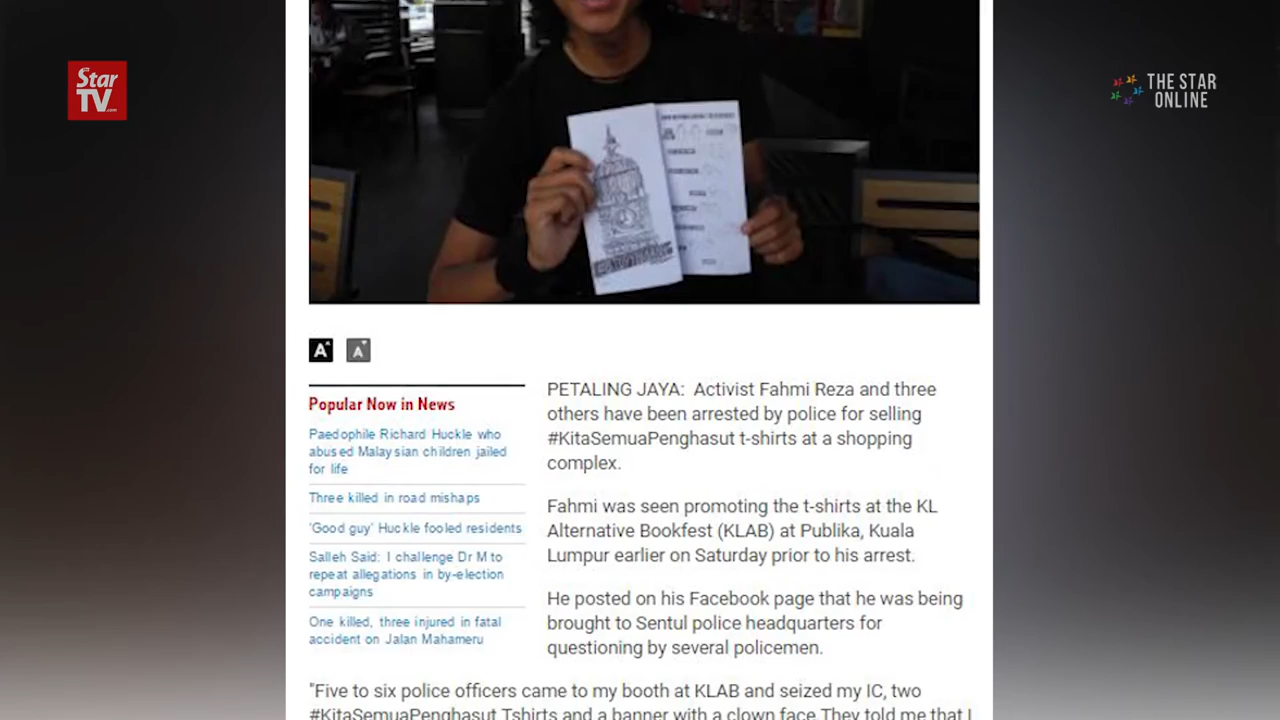 Star
TV.com
THE STAR
ONLINE
A
A
Popular Now in News
Paedophile Richard Huckle who
abused Malaysian children jailed
for life
Three killed in road mishaps
'Good guy' Huckle fooled residents
Salleh Said: I challenge Dr M to
repeat allegations in by-election
campaigns
One killed, three injured in fatal
accident on Jalan Mahameru
PETALING JAYA: Activist Fahmi Reza and three
others have been arrested by police for selling
#KitaSemuaPenghasut t-shirts at a shopping
complex.
Fahmi was seen promoting the t-shirts at the KL
Alternative Bookfest (KLAB) at Publika, Kuala
Lumpur earlier on Saturday prior to his arrest.
He posted on his Facebook page that he was being
brought to Sentul police headquarters for
questioning by several policemen.
"Five to six police officers came to my booth at KLAB and seized my IC, two
#KitaSemuaPenghasut Tshirts and a banner with a clown face.They told me that I